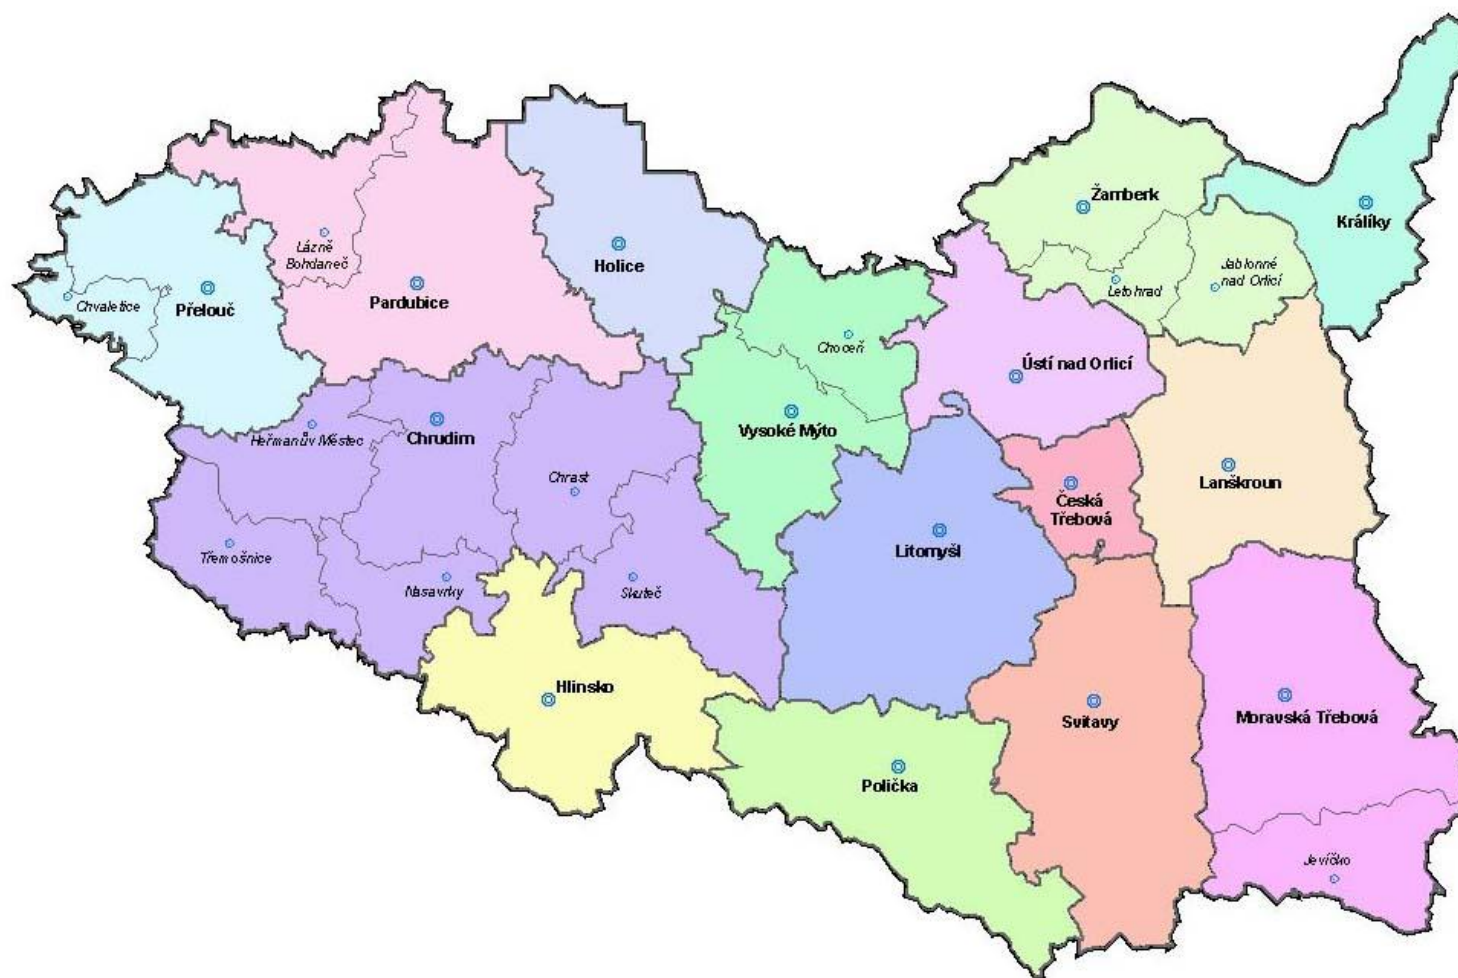 Žamberk
Králíky
Lázně
Bohdaneč
Holice
Jablonné
nad Orlicí
Letohrad
Chvaletice
Přelouč
Pardubice
Choceň
Ústí nad Orlicí
Heřmanův Městec
Chrudim
Vysoké Mýto
Chrast
Česká
Třebová
Lanškroun
Třemošnice
Litomyšl
Nasavrky
Skuteč
Hlinsko
Svitavy
Moravská Třebová
Polička
Jevíčko